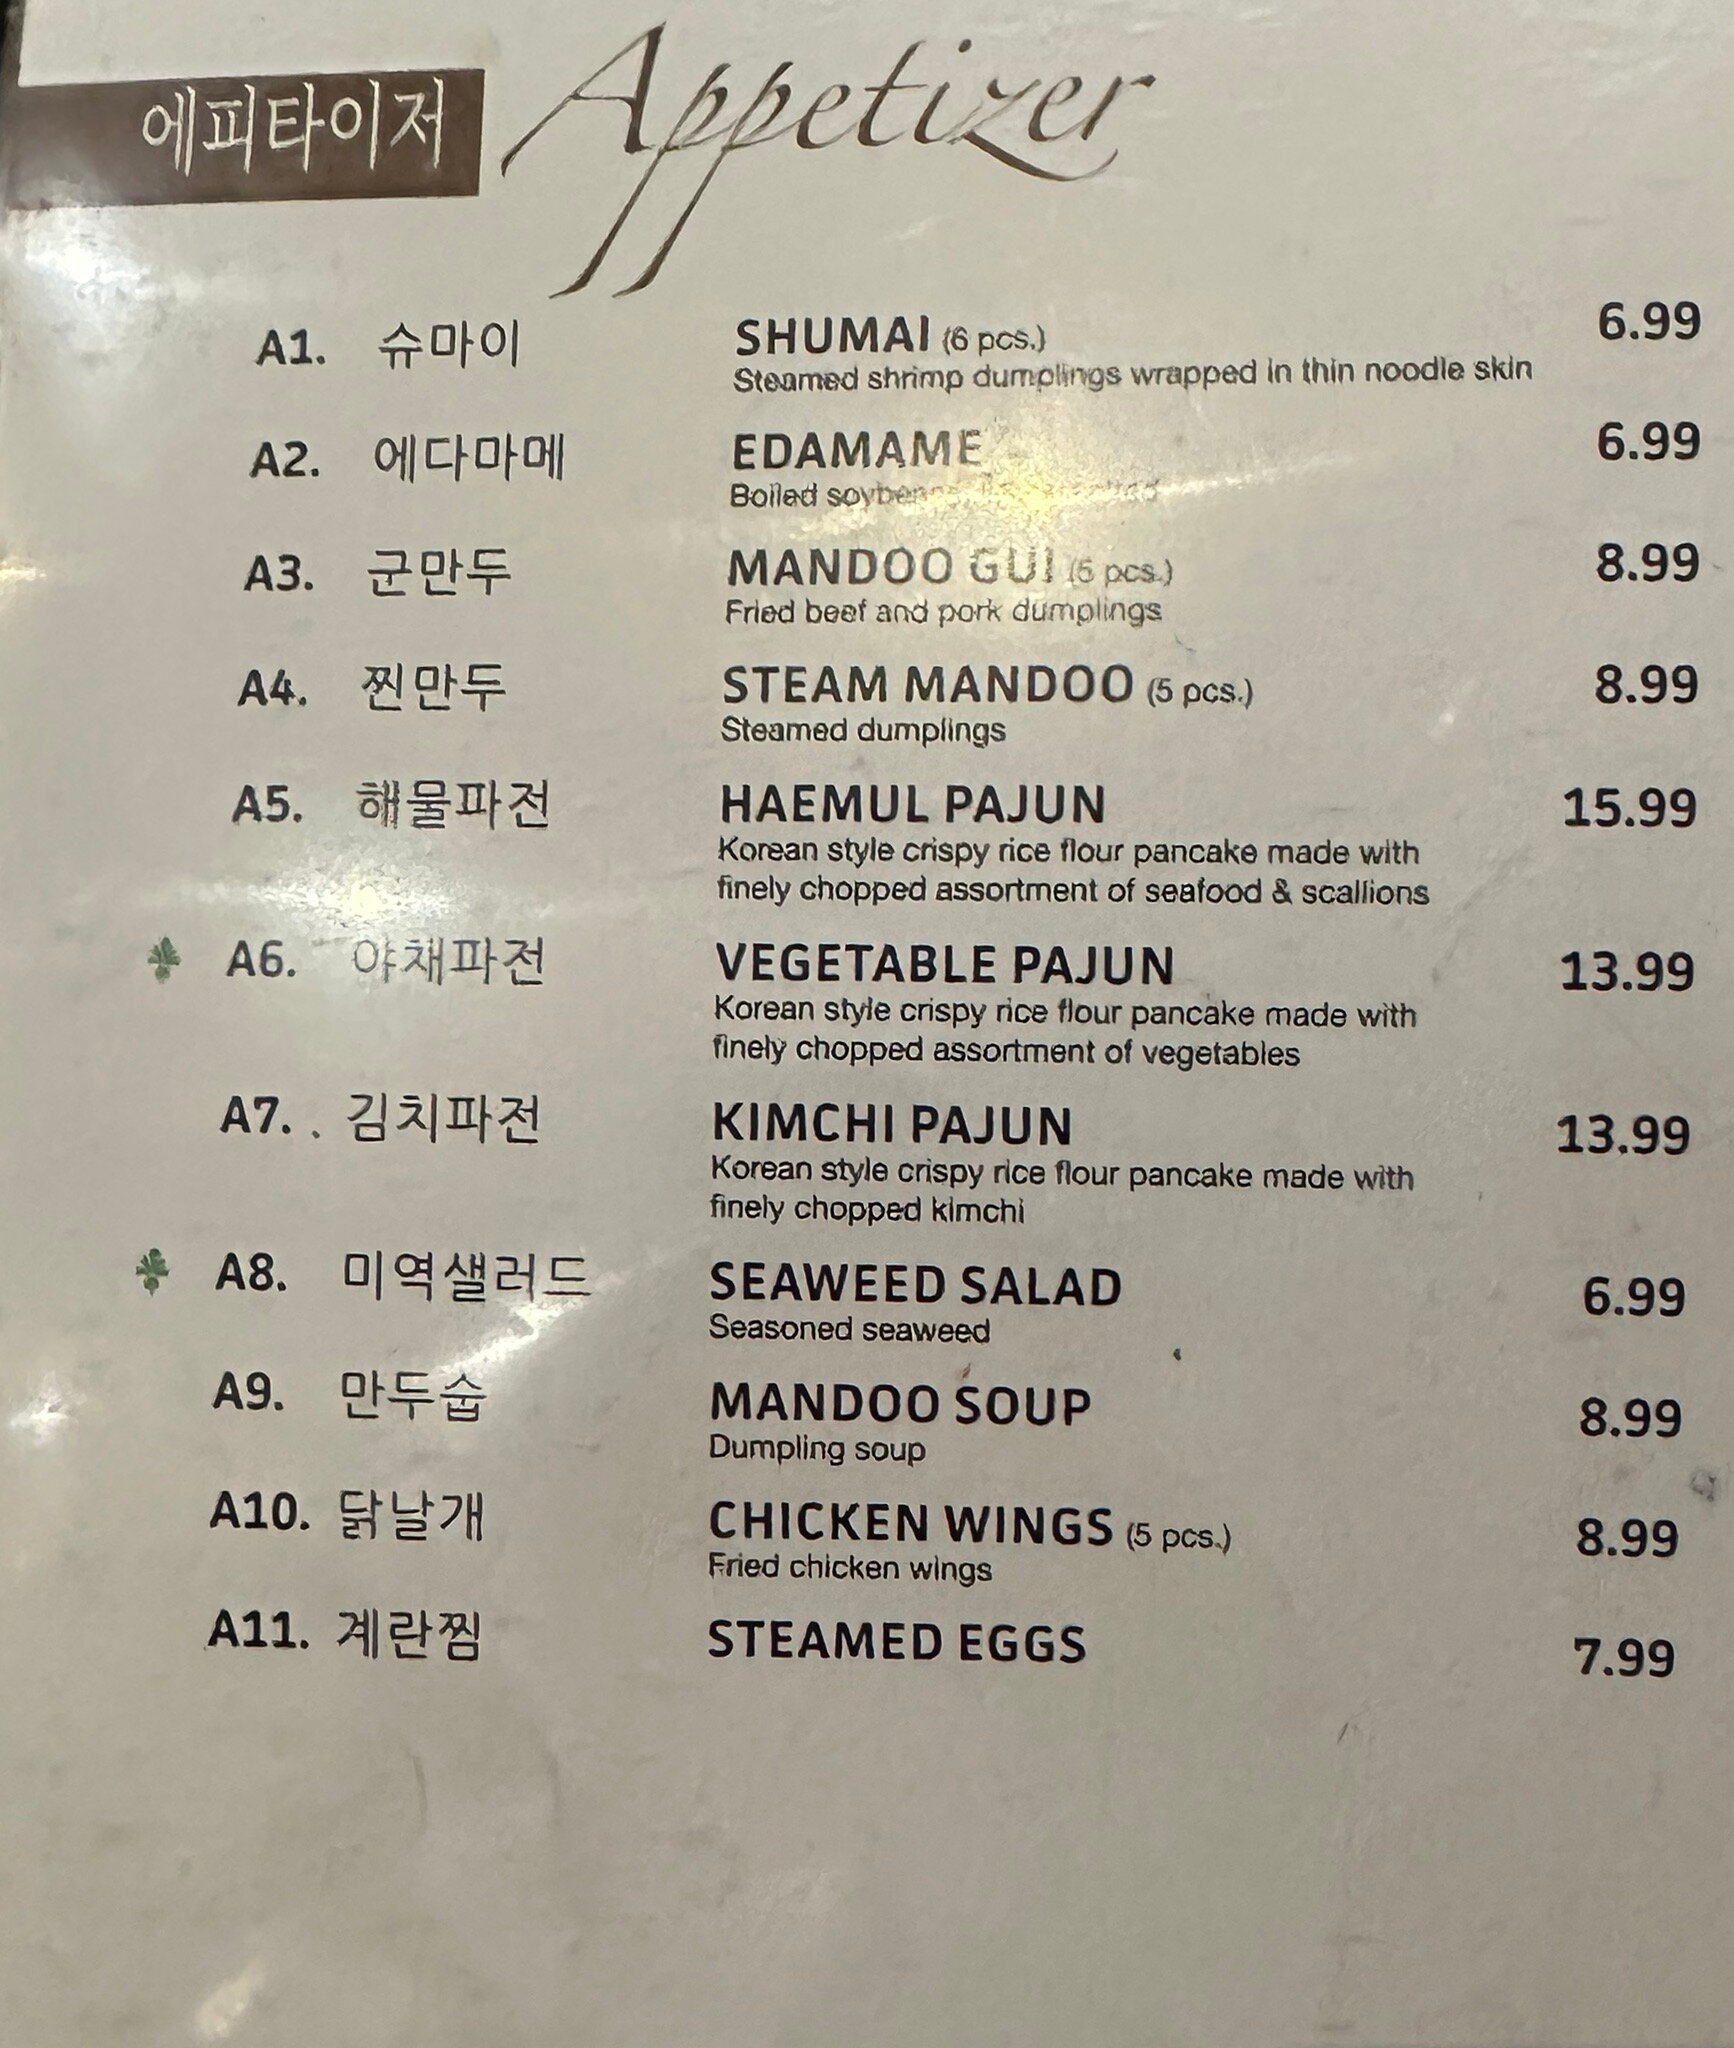 에피타이저 Appetizer
A1. 슈마이 SHUMAI (6 pcs.) 6.99
Steamed shrimp dumplings wrapped in thin noodle skin
A2. 에다마메 EDAMAME 6.99
Boiled
A3. 군만두 MANDOO GUI (5 pcs.) 8.99
Fried beef and pork dumplings
A4. 찐만두 STEAM MANDOO (5 pcs.) 8.99
Steamed dumplings
A5. 해물파전 HAEMUL PAJUN 15.99
Korean style crispy rice flour pancake made with
finely chopped assortment of seafood & scallions
A6. 야채파전 VEGETABLE PAJUN 13.99
Korean style crispy rice flour pancake made with
finely chopped assortment of vegetables
A7. 김치파전 KIMCHI PAJUN 13.99
Korean style crispy rice flour pancake made with
finely chopped kimchi
A8. 미역샐러드 SEAWEED SALAD 6.99
Seasoned seaweed
A9. 만두숩 MANDOO SOUP 8.99
Dumpling soup
A10. 닭날개 CHICKEN WINGS (5 pcs.) 8.99
Fried chicken wings
A11. 계란찜 STEAMED EGGS 7.99